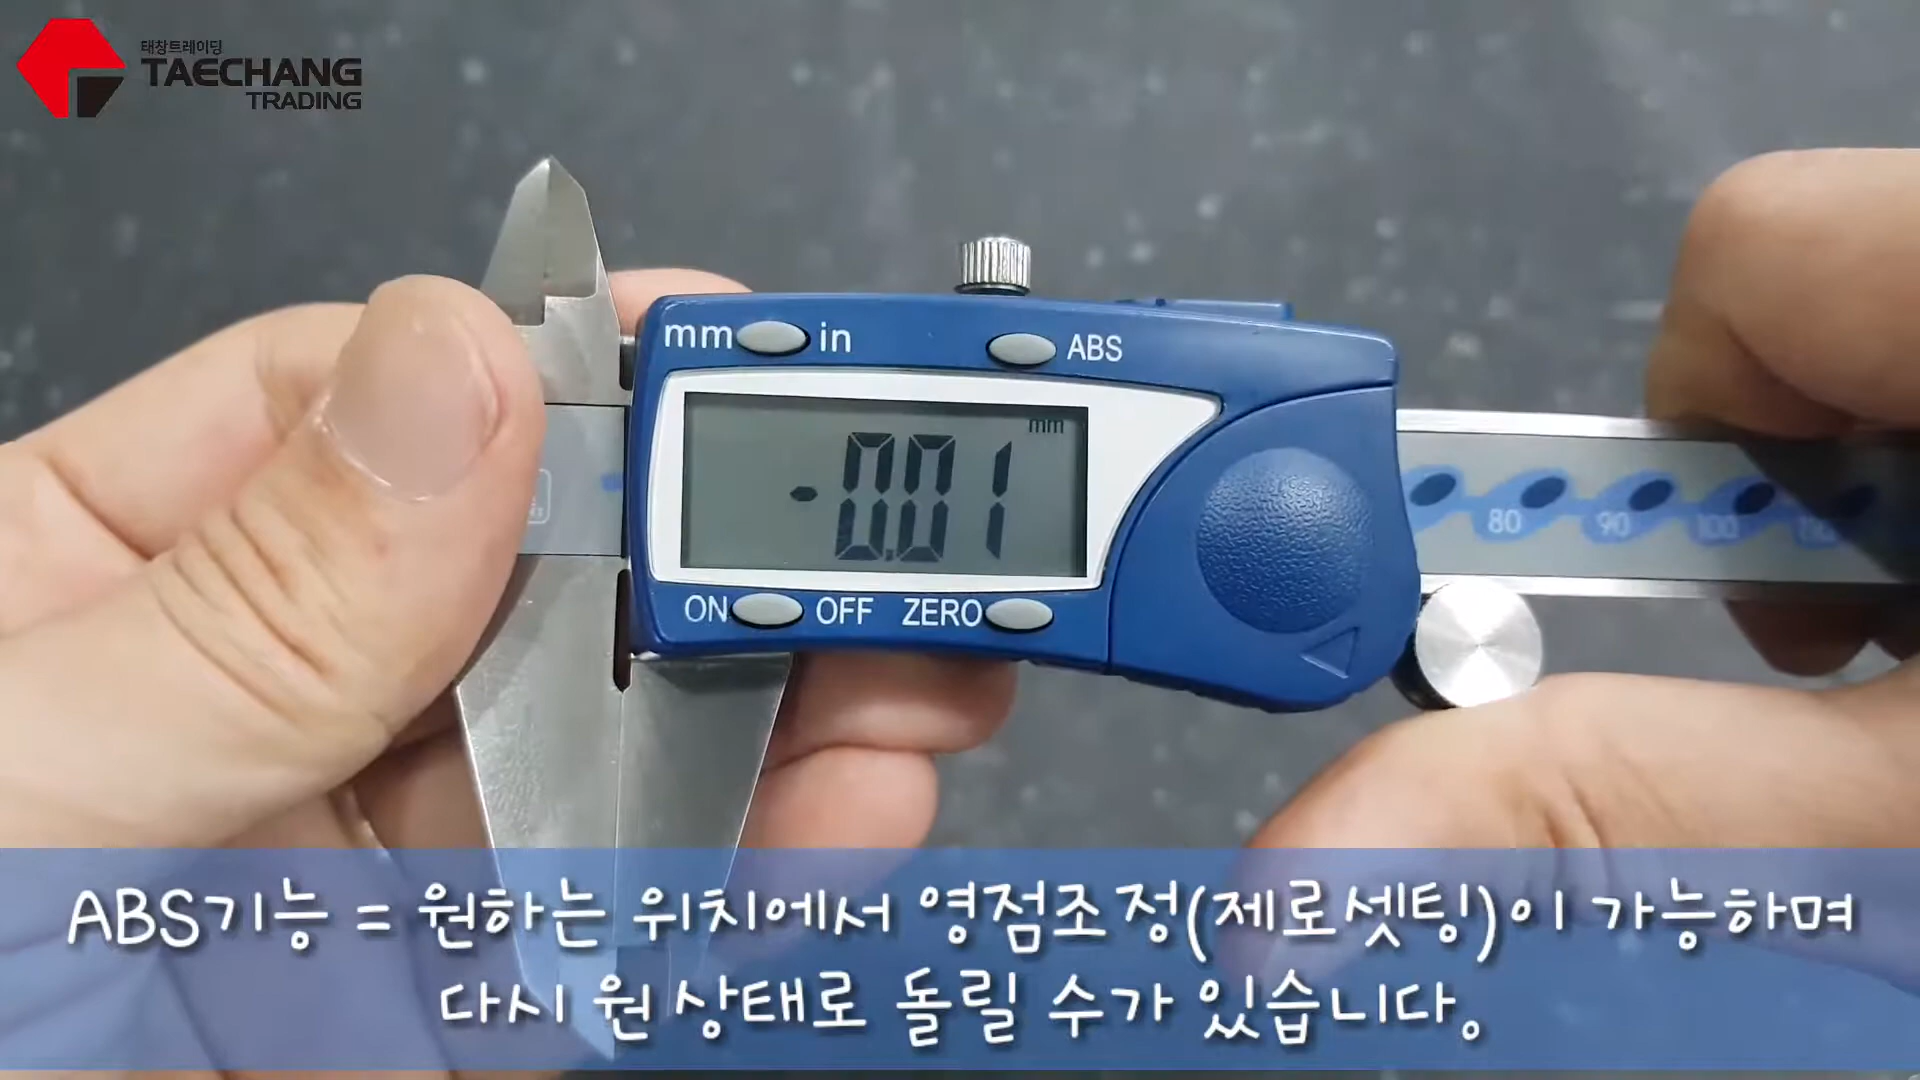 태창트레이딩
TAECHANG
TRADING
mm in
ABS
mm
-0.01
ON OFF ZERO
80 90 100 110
ABS기능 = 원하는 위치에서 영점조정(제로셋팅)이 가능하며
다시 원 상태로 돌릴 수가 있습니다.